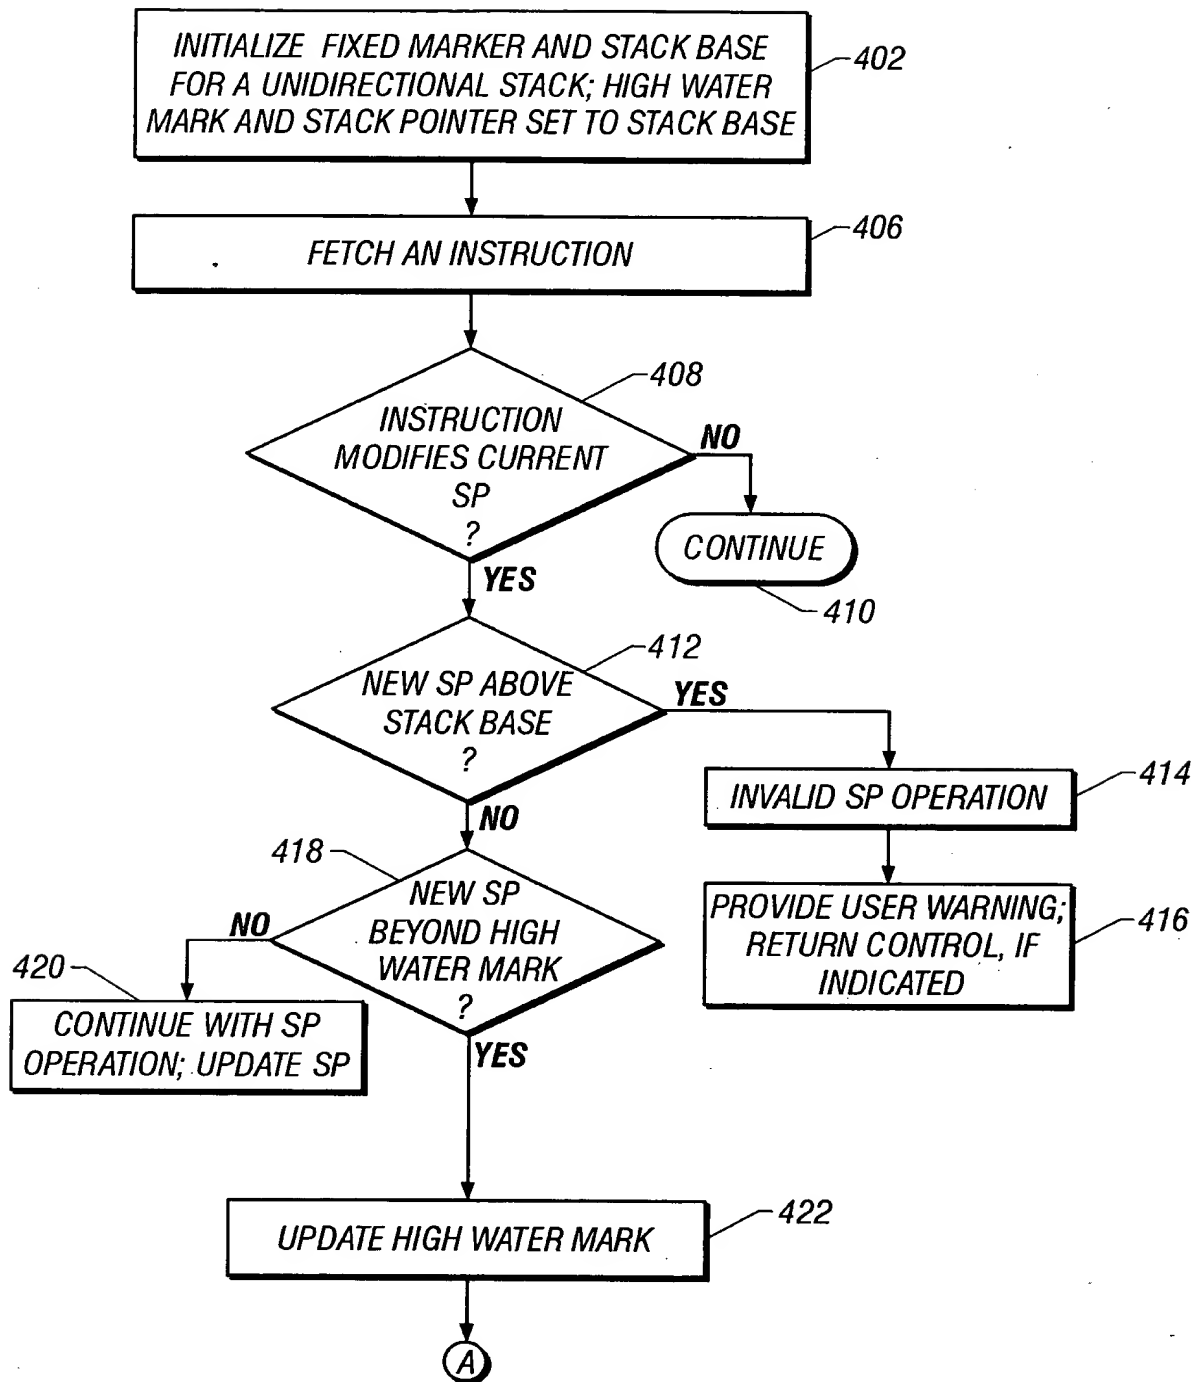 INITIALIZE FIXED MARKER AND STACK BASE
FOR A UNIDIRECTIONAL STACK; HIGH WATER
MARK AND STACK POINTER SET TO STACK BASE
402
FETCH AN INSTRUCTION
406
INSTRUCTION
MODIFIES CURRENT
SP
?
408
NO
CONTINUE
410
YES
NEW SP ABOVE
STACK BASE
?
412
YES
INVALID SP OPERATION
414
PROVIDE USER WARNING;
RETURN CONTROL, IF
INDICATED
416
NO
NEW SP
BEYOND HIGH
WATER MARK
?
418
NO
420
CONTINUE WITH SP
OPERATION; UPDATE SP
YES
UPDATE HIGH WATER MARK
422
A